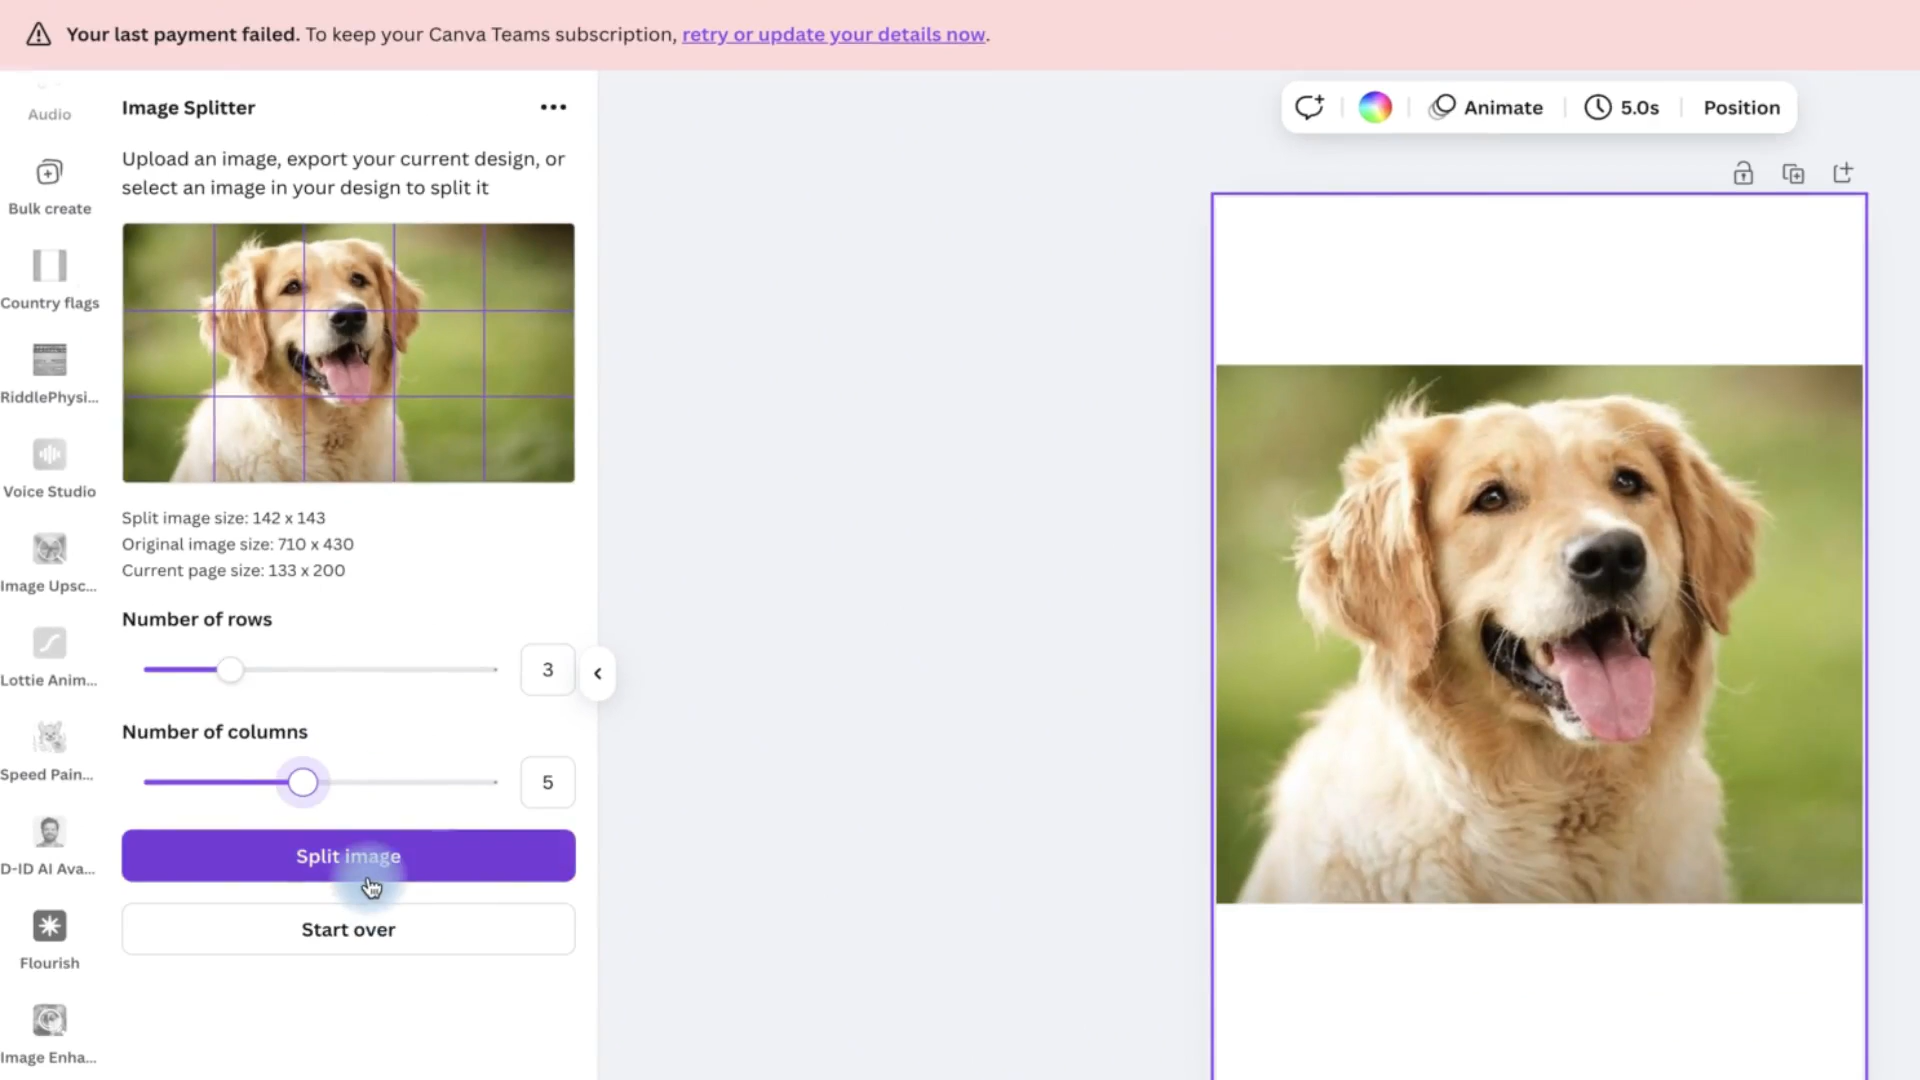 Your last payment failed. To keep your Canva Teams subscription, retry or update your details now.
Audio
Bulk create
Country flags
RiddlePhysi...
Voice Studio
Image Upsc...
Lottie Anim...
Speed Pain...
D-ID AI Ava...
Flourish
Image Enha...
Image Splitter
Upload an image, export your current design, or
select an image in your design to split it
Split image size: 142 x 143
Original image size: 710 x 430
Current page size: 133 x 200
Number of rows
3
Number of columns
5
Split image
Start over
Animate
5.0s
Position